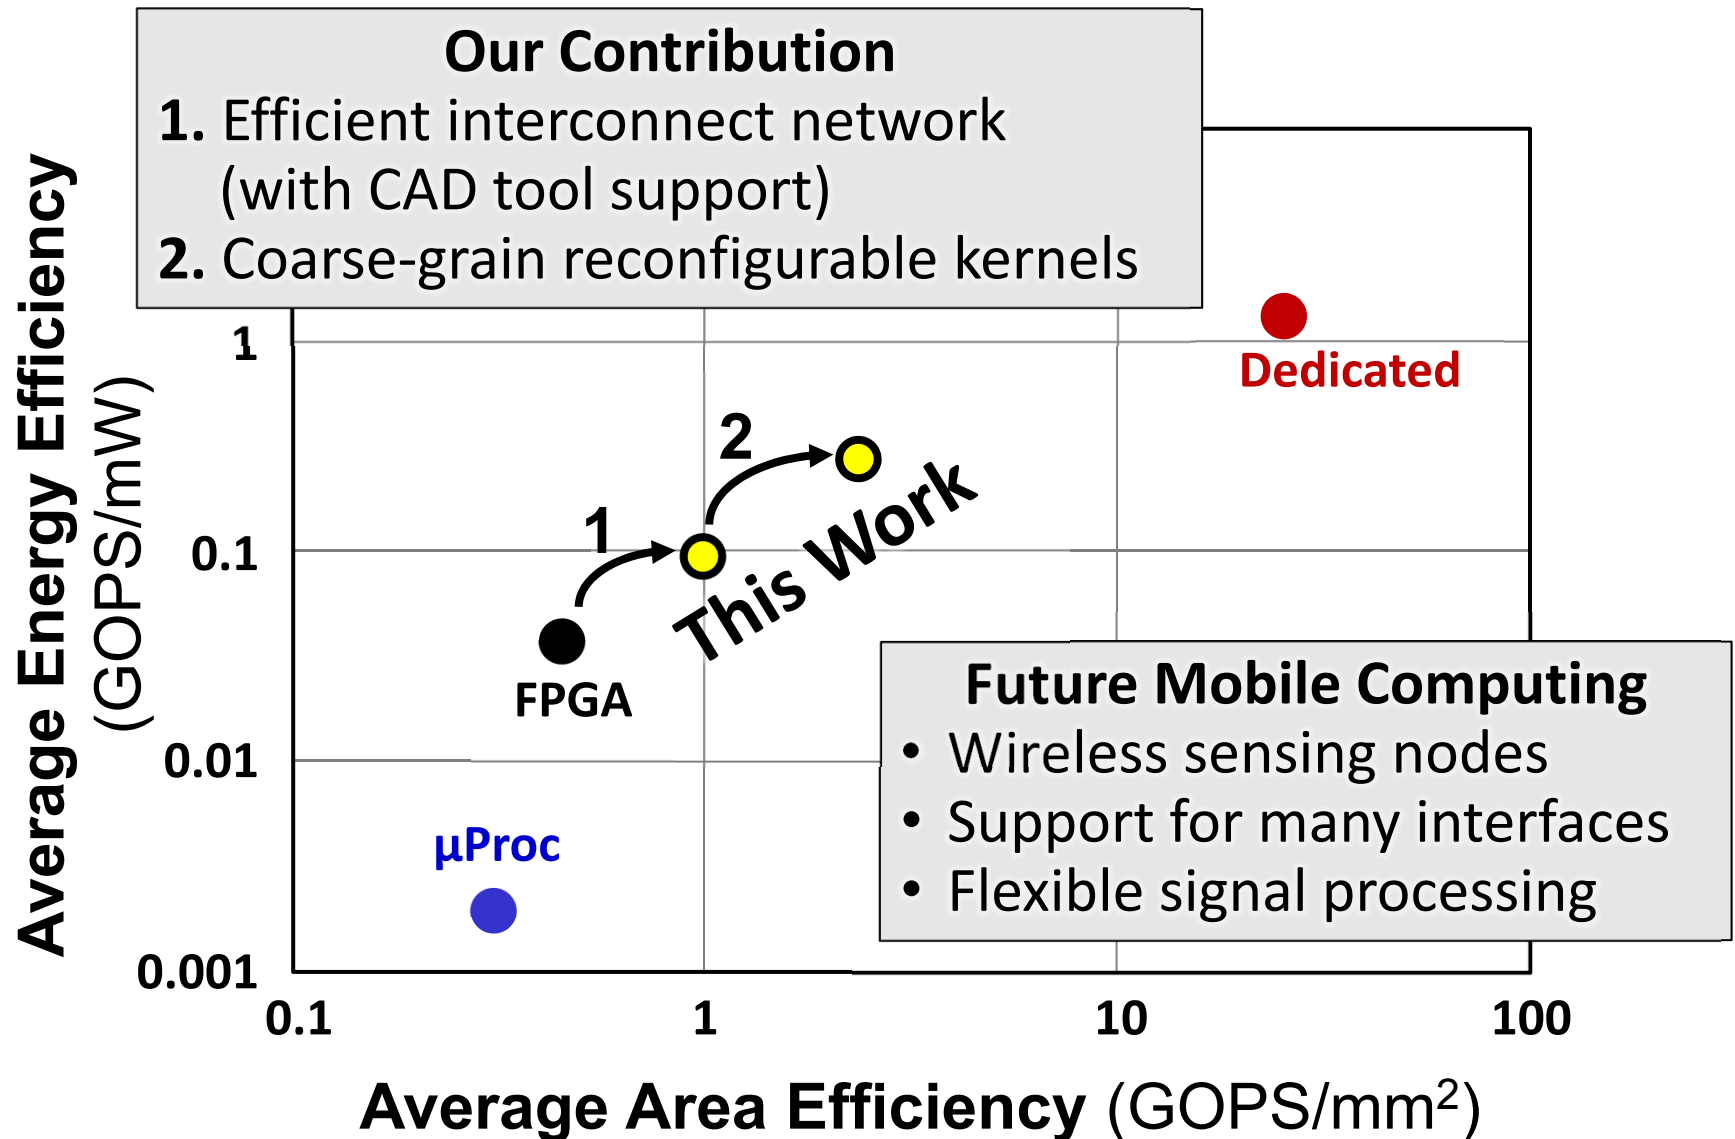 Our Contribution
1. Efficient interconnect network
(with CAD tool support)
2. Coarse-grain reconfigurable kernels
Average Energy Efficiency
(GOPS/mW)
1
0.1
0.01
0.001
Dedicated
2
1
This Work
FPGA
µProc
Future Mobile Computing
• Wireless sensing nodes
• Support for many interfaces
• Flexible signal processing
0.1 1 10 100
Average Area Efficiency (GOPS/mm²)